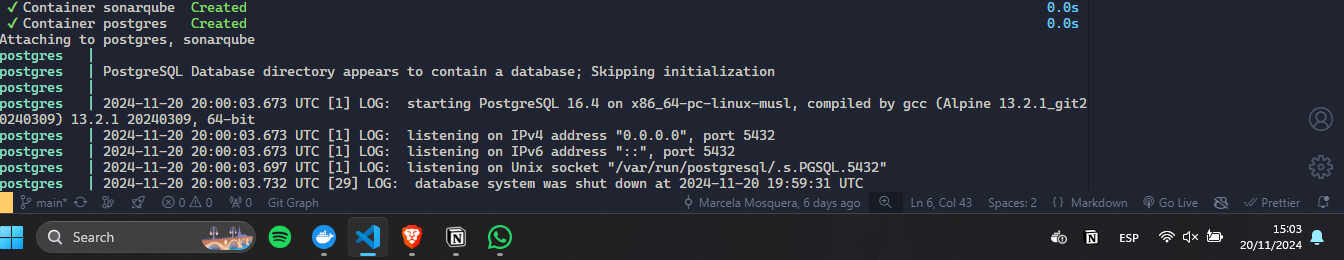 ✓ Container sonarqube  Created  0.0s
✓ Container postgres   Created  0.0s
Attaching to postgres, sonarqube
postgres   |
postgres   | PostgreSQL Database directory appears to contain a database; Skipping initialization
postgres   |
postgres   | 2024-11-20 20:00:03.673 UTC [1] LOG:  starting PostgreSQL 16.4 on x86_64-pc-linux-musl, compiled by gcc (Alpine 13.2.1_git2
0240309) 13.2.1 20240309, 64-bit
postgres   | 2024-11-20 20:00:03.673 UTC [1] LOG:  listening on IPv4 address "0.0.0.0", port 5432
postgres   | 2024-11-20 20:00:03.673 UTC [1] LOG:  listening on IPv6 address "::", port 5432
postgres   | 2024-11-20 20:00:03.697 UTC [1] LOG:  listening on Unix socket "/var/run/postgresql/.s.PGSQL.5432"
postgres   | 2024-11-20 20:00:03.732 UTC [29] LOG:  database system was shut down at 2024-11-20 19:59:31 UTC
main* 0 0 0 Git Graph Marcela Mosquera, 6 days ago Ln 6, Col 43 Spaces: 2 {} Markdown Go Live Prettier
Search ESP 15:03
20/11/2024